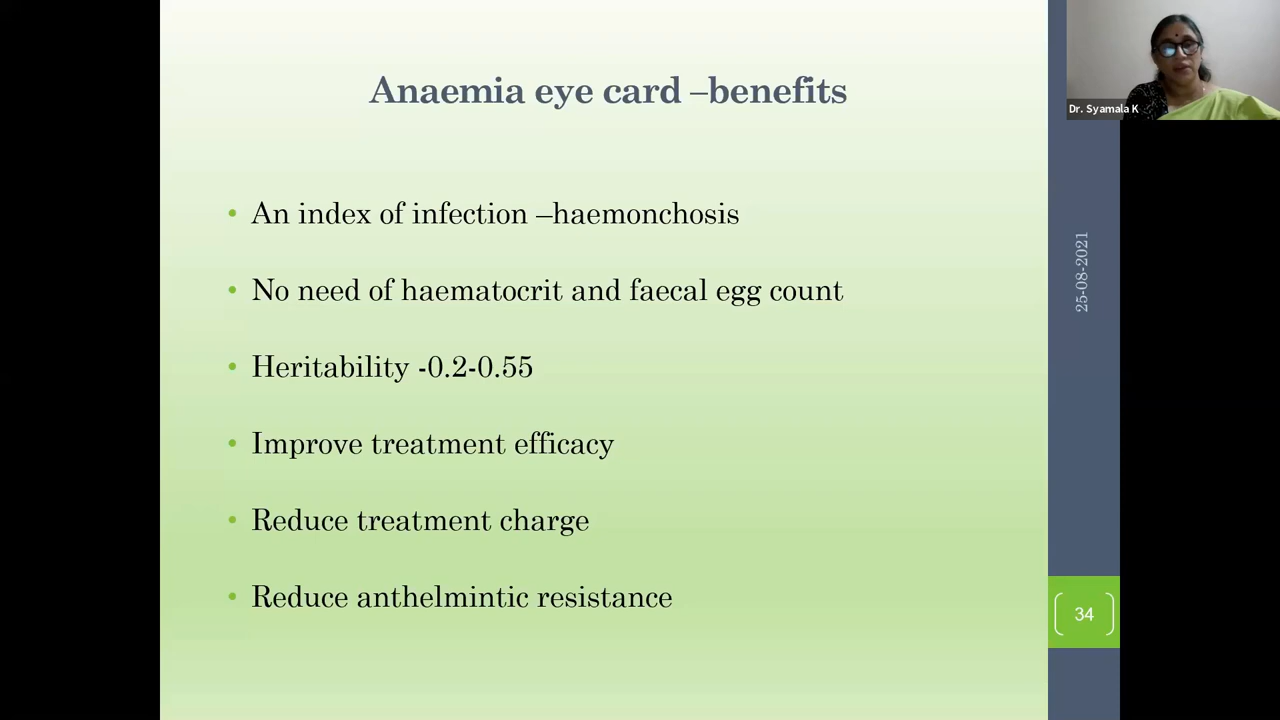 Anaemia eye card –benefits
• An index of infection –haemonchosis
• No need of haematocrit and faecal egg count
• Heritability -0.2-0.55
• Improve treatment efficacy
• Reduce treatment charge
• Reduce anthelmintic resistance
Dr. Syamala K
25-08-2021
34